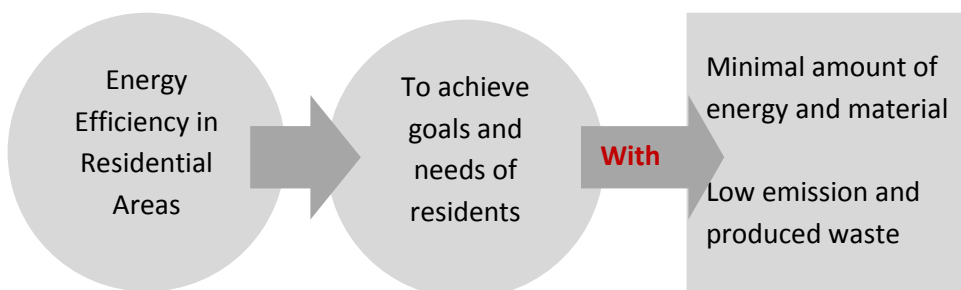 Energy
Efficiency in
Residential
Areas
To achieve
goals and
needs of
residents
With
Minimal amount of
energy and material
Low emission and
produced waste